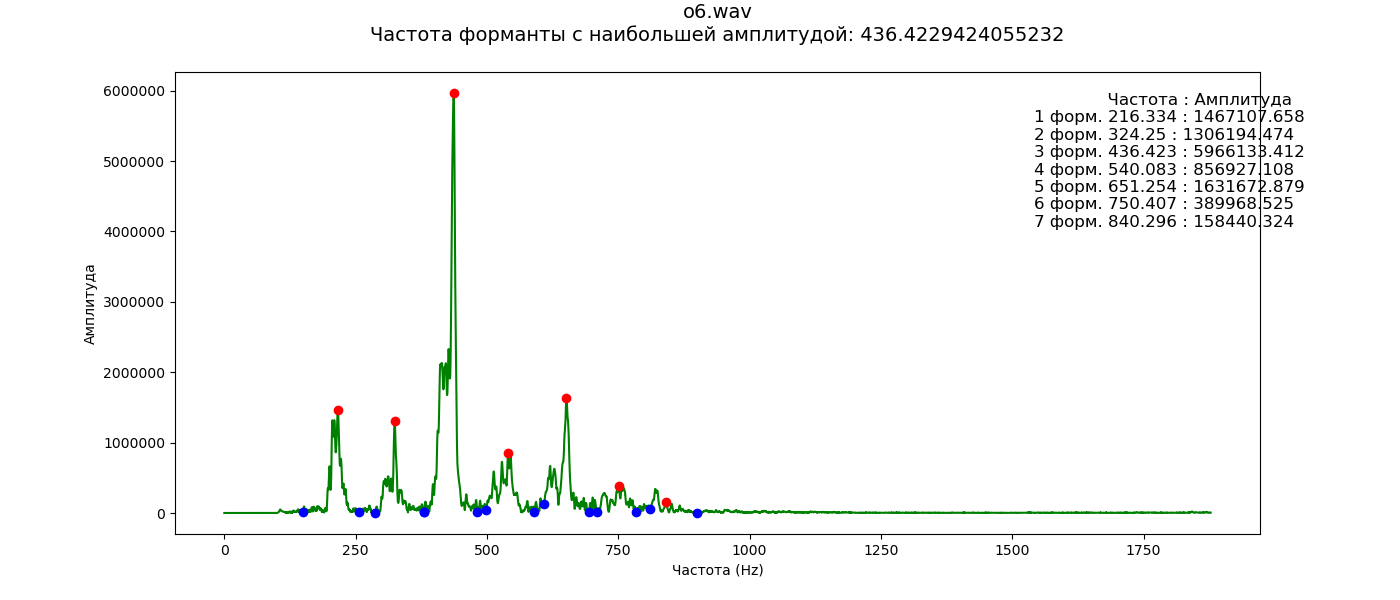 o6.wav
Частота форманты с наибольшей амплитудой: 436.4229424055232
Частота : Амплитуда
1 форм. 216.334 : 1467107.658
2 форм. 324.25 : 1306194.474
3 форм. 436.423 : 5966133.412
4 форм. 540.083 : 856927.108
5 форм. 651.254 : 1631672.879
6 форм. 750.407 : 389968.525
7 форм. 840.296 : 158440.324
6000000
5000000
4000000
3000000
2000000
1000000
0
Амплитуда
0 250 500 750 1000 1250 1500 1750
Частота (Hz)